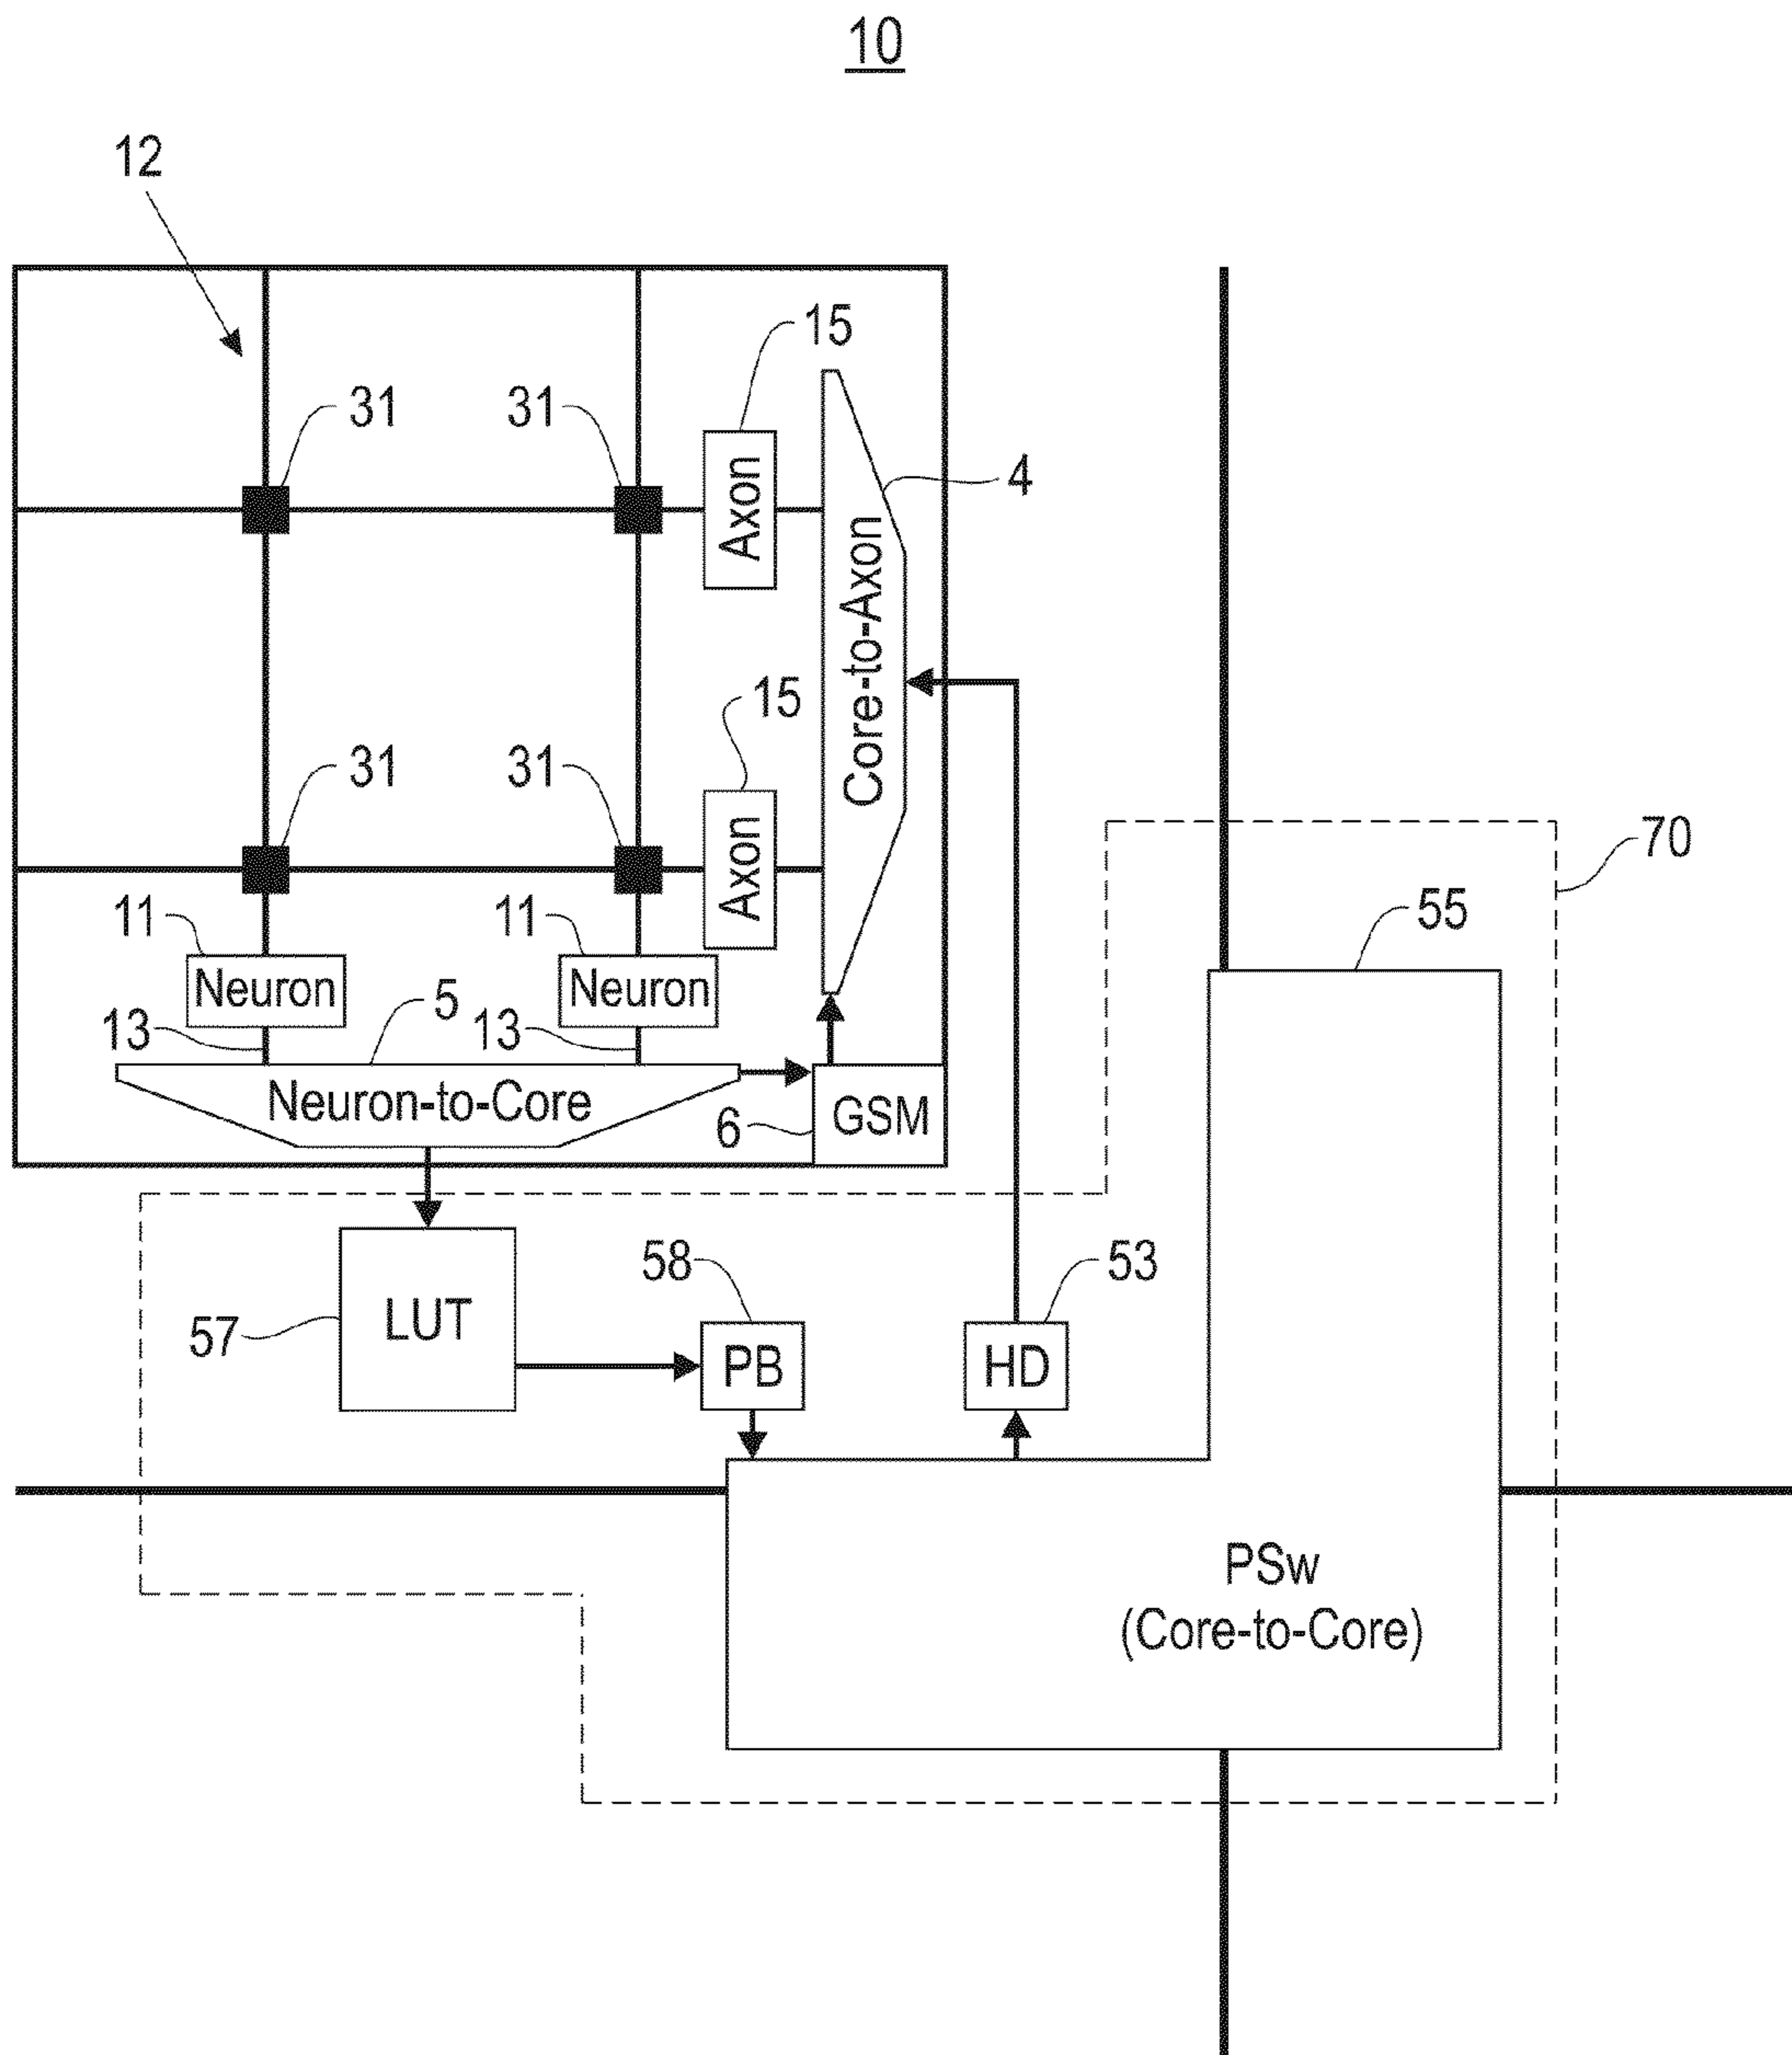 10
12
15
31
31
4
Axon
Core-to-Axon
15
31
31
70
Axon
55
11
11
Neuron
Neuron
5
13
13
Neuron-to-Core
6
GSM
58
53
57
LUT
PB
HD
PSw
(Core-to-Core)